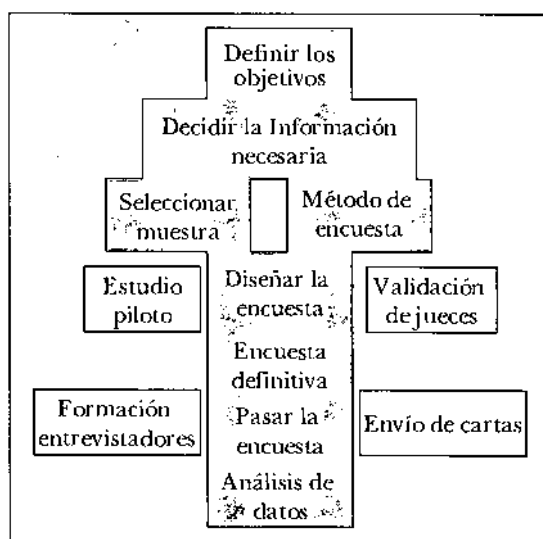 Definir los
objetivos
Decidir la Información
necesaria
Seleccionar
muestra
Método de
encuesta
Estudio
piloto
Diseñar la
encuesta
Validación
de jueces
Encuesta
definitiva
Formación
entrevistadores
Pasar la
encuesta
Envío de cartas
Análisis de
datos